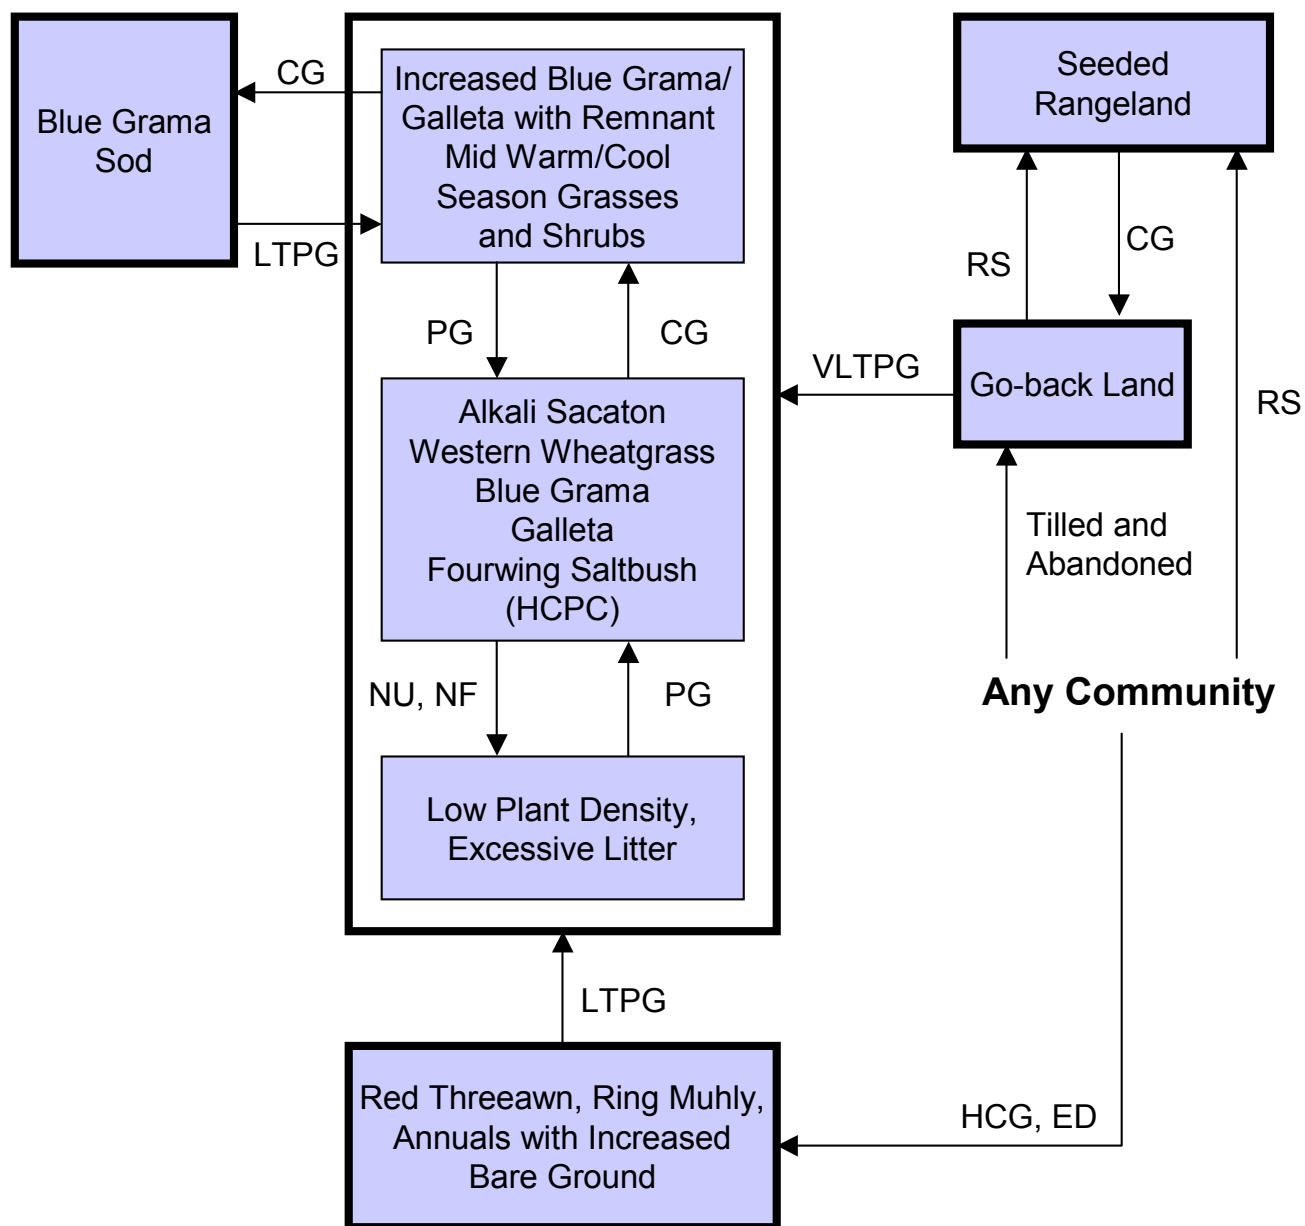 Blue Grama
Sod
CG
LTPG
Increased Blue Grama/
Galleta with Remnant
Mid Warm/Cool
Season Grasses
and Shrubs
PG
CG
Alkali Sacaton
Western Wheatgrass
Blue Grama
Galleta
Fourwing Saltbush
(HCPC)
NU, NF
PG
Low Plant Density,
Excessive Litter
LTPG
Red Threeawn, Ring Muhly,
Annuals with Increased
Bare Ground
Seeded
Rangeland
RS
CG
VLTPG
Go-back Land
RS
Tilled and
Abandoned
Any Community
HCG, ED